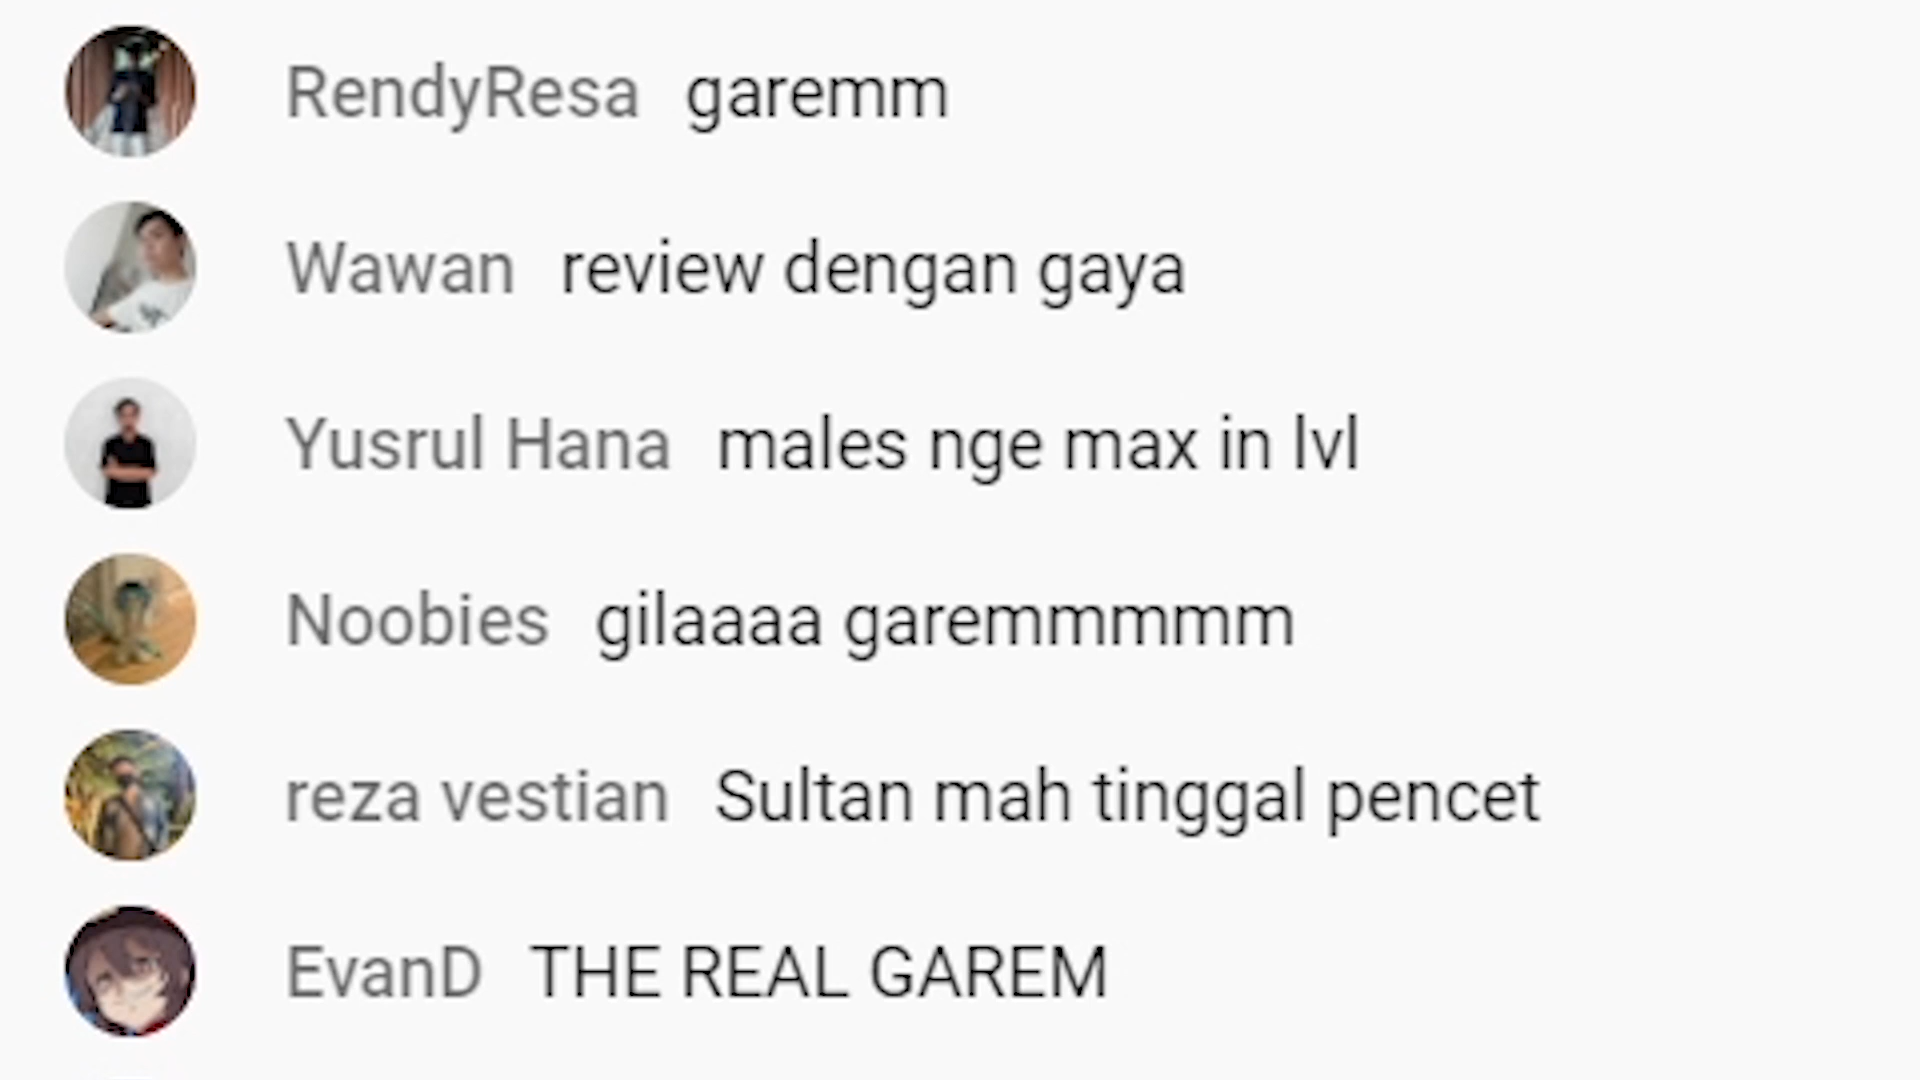 RendyResa garemm
Wawan review dengan gaya
Yusrul Hana males nge max in lvl
Noobies gilaaaa garemmmmm
reza vestian Sultan mah tinggal pencet
EvanD THE REAL GAREM